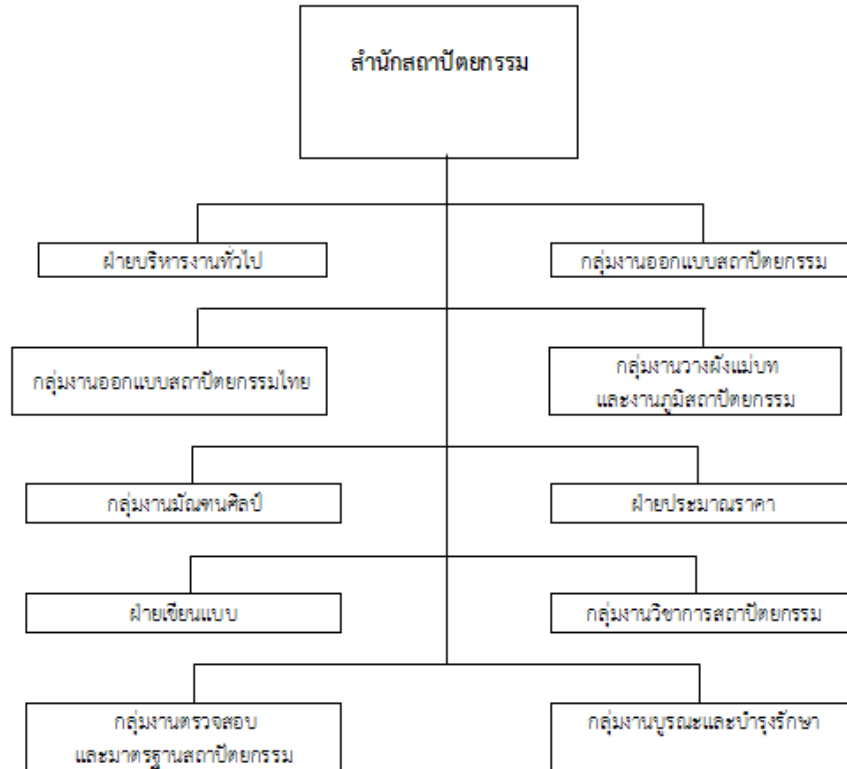 สำนักสถาปัตยกรรม
ฝ่ายบริหารงานทั่วไป
กลุ่มงานออกแบบสถาปัตยกรรม
กลุ่มงานออกแบบสถาปัตยกรรมไทย
กลุ่มงานวางผังแม่บท
และงานภูมิสถาปัตยกรรม
กลุ่มงานมัณฑนศิลป์
ฝ่ายประมาณราคา
ฝ่ายเขียนแบบ
กลุ่มงานวิชาการสถาปัตยกรรม
กลุ่มงานตรวจสอบ
และมาตรฐานสถาปัตยกรรม
กลุ่มงานบูรณะและบำรุงรักษา